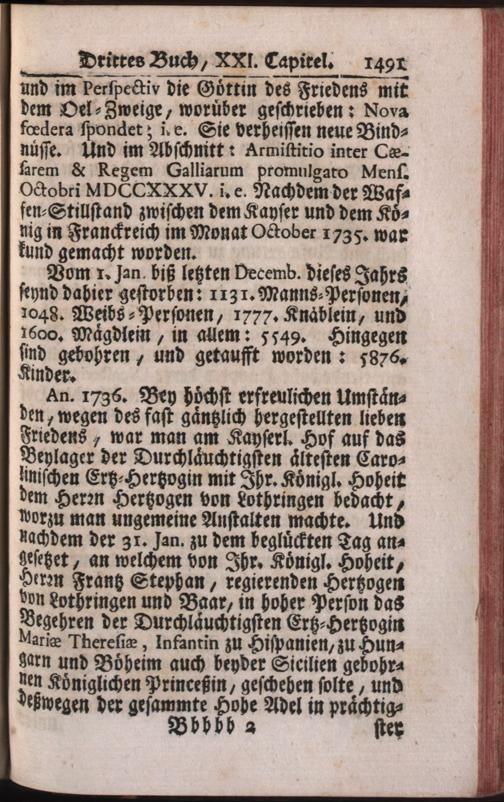 Drittes Buch, XXI. Capitel. 1491
und im Perspectiv die Göttin des Friedens mit
dem Oel-Zweige, worüber geschrieben: Nova
fœdera spondet; i. e. Sie verheissen neue Bünd-
nüsse. Und im Abschnitt: Armistitio inter Cæ-
sarem & Regem Galliarum promulgato Mens.
Octobri MDCCXXXV. i. e. Nachdem der Waf-
fen-Stillstand zwischen dem Kayser und dem Kö-
nig in Franckreich im Monat October 1735. war
kund gemacht worden.
Vom 1. Jan. biß letzten Decemb. dieses Jahrs
seynd dahier gestorben: 1131. Manns-Personen,
1048. Weibs-Personen, 1777. Knäblein, und
1600. Mägdlein, in allem: 5549. Hingegen
sind gebohren, und getaufft worden: 5876.
Kinder.
An. 1736. Bey höchst erfreulichen Umstän-
den, wegen des fast gäntzlich hergestellten lieben
Friedens, war man am Kayserl. Hof auf das
Beylager der Durchläuchtigsten ältesten Caro-
linischen Ertz-Hertzogin mit Ihr. Königl. Hoheit
dem Herrn Hertzogen von Lothringen bedacht,
worzu man ungemeine Anstalten machte. Und
nachdem der 31. Jan. zu dem beglückten Tag an-
gesetzet, an welchem von Ihr. Königl. Hoheit,
Herrn Frantz Stephan, regierenden Hertzogen
von Lothringen und Baar, in hoher Person das
Begehren der Durchläuchtigsten Ertz-Hertzogin
Mariæ Theresiæ, Infantin zu Hispanien, zu Hun-
garn und Böheim auch beyder Sicilien gebohr-
nen Königlichen Princeßin, geschehen solte, und
deßwegen der gesammte Hohe Adel in prächtig-
Bbbbb 2 ster